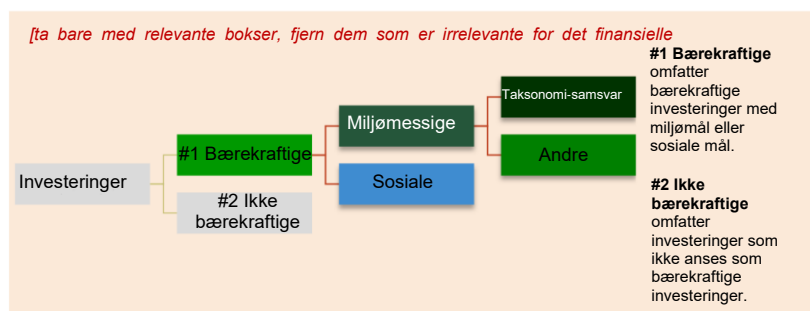 [ta bare med relevante bokser, fjern dem som er irrelevante for det finansielle
Investeringer
#1 Bærekraftige
#2 Ikke
bærekraftige
Miljømessige
Sosiale
Taksonomi-samsvar
Andre
#1 Bærekraftige
omfatter
bærekraftige
investeringer med
miljømål eller
sosiale mål.
#2 Ikke
bærekraftige
omfatter
investeringer som
ikke anses som
bærekraftige
investeringer.